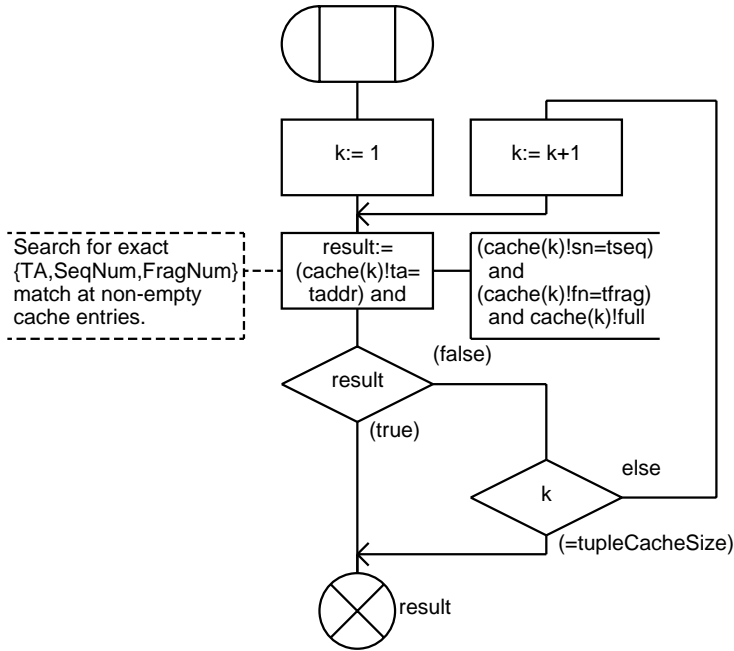 k:= 1
k:= k+1
Search for exact
{TA,SeqNum,FragNum}
match at non-empty
cache entries.
result:=
(cache(k)!ta=
taddr) and
(cache(k)!sn=tseq)
and
(cache(k)!fn=tfrag)
and cache(k)!full
(false)
result
(true)
else
k
(=tupleCacheSize)
result